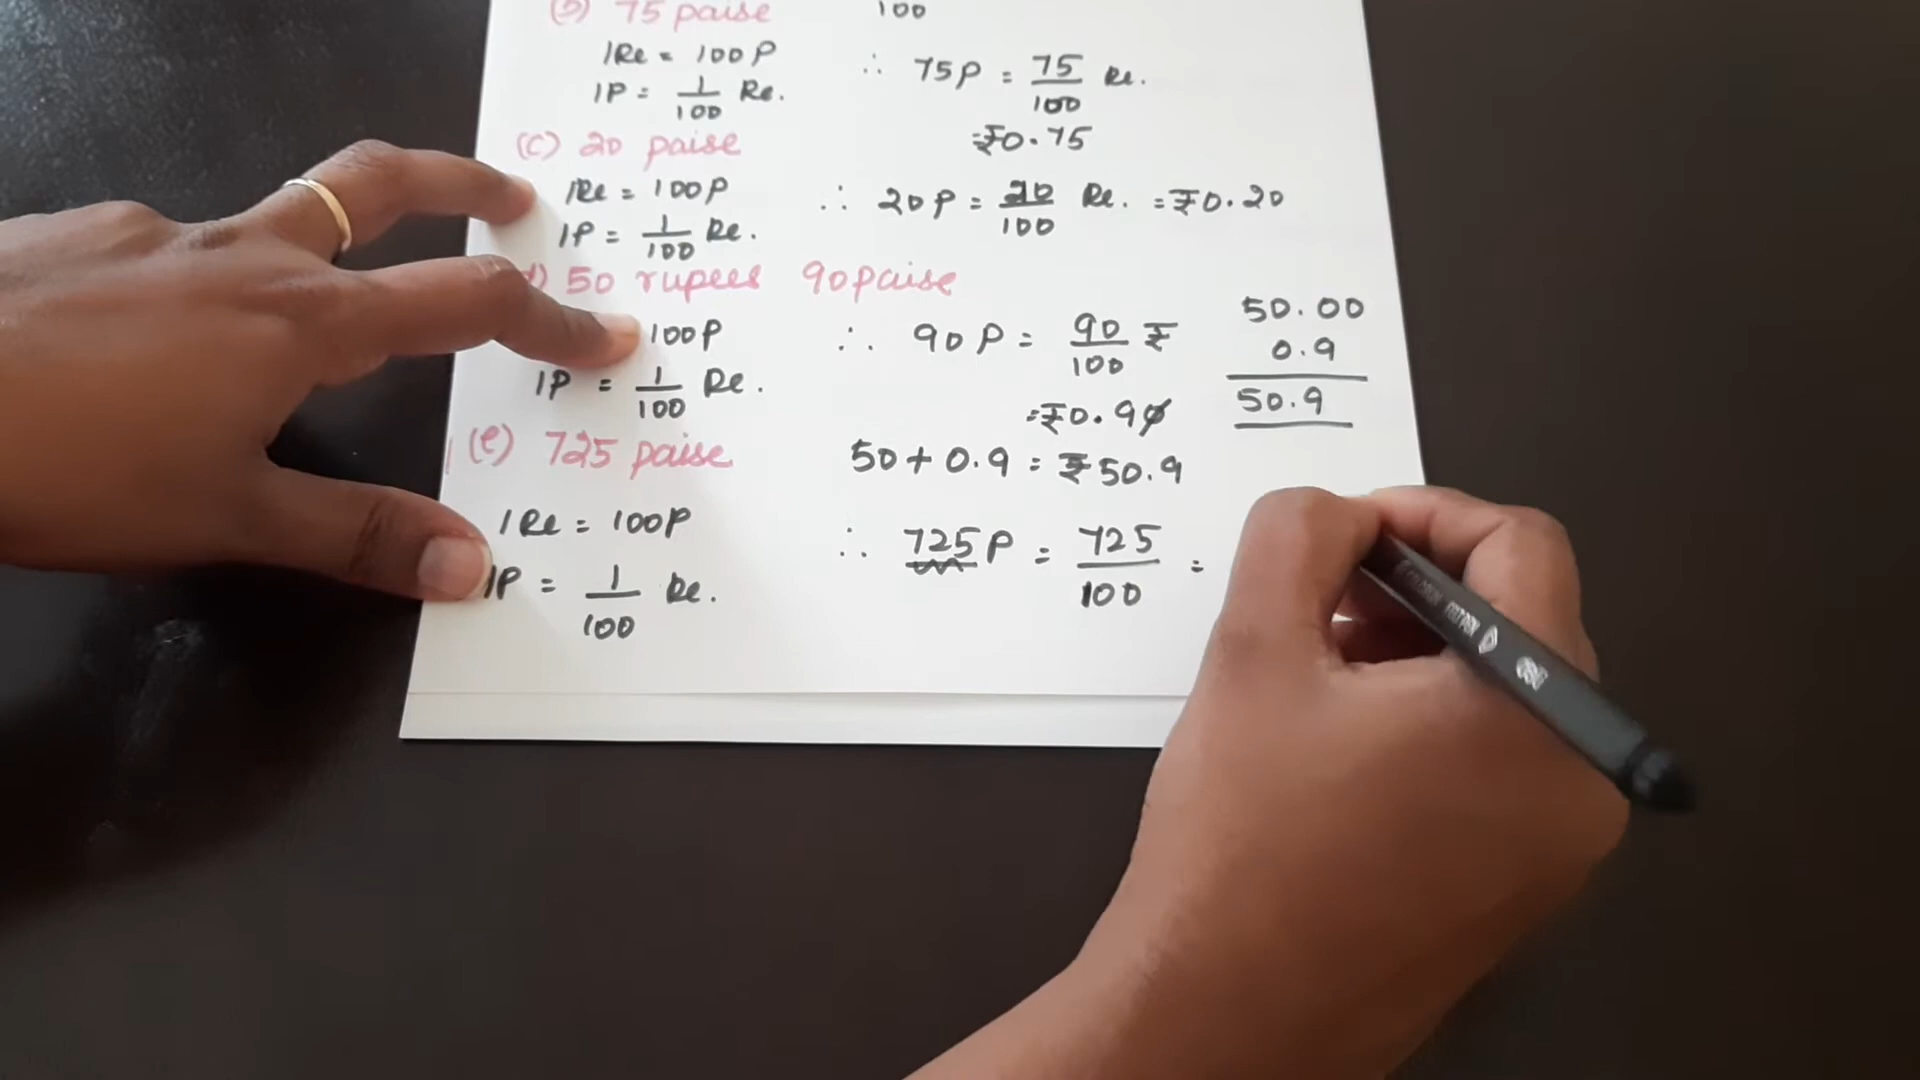 (b) 75 paise
100
1Re = 100P
∴ 75P = 75/100 Re.
1P = 1/100 Re.
=₹0.75
(c) 20 paise
1Re = 100P
∴ 20P = 20/100 Re. =₹0.20
1P = 1/100 Re.
) 50 rupees 90paise
50.00
100P
∴ 90P = 90/100 ₹
0.9
1P = 1/100 Re.
50.9
=₹0.90
(e) 725 paise
50 + 0.9 = ₹50.9
1Re = 100P
∴ 725P = 725/100 =
1P = 1/100 Re.
deli